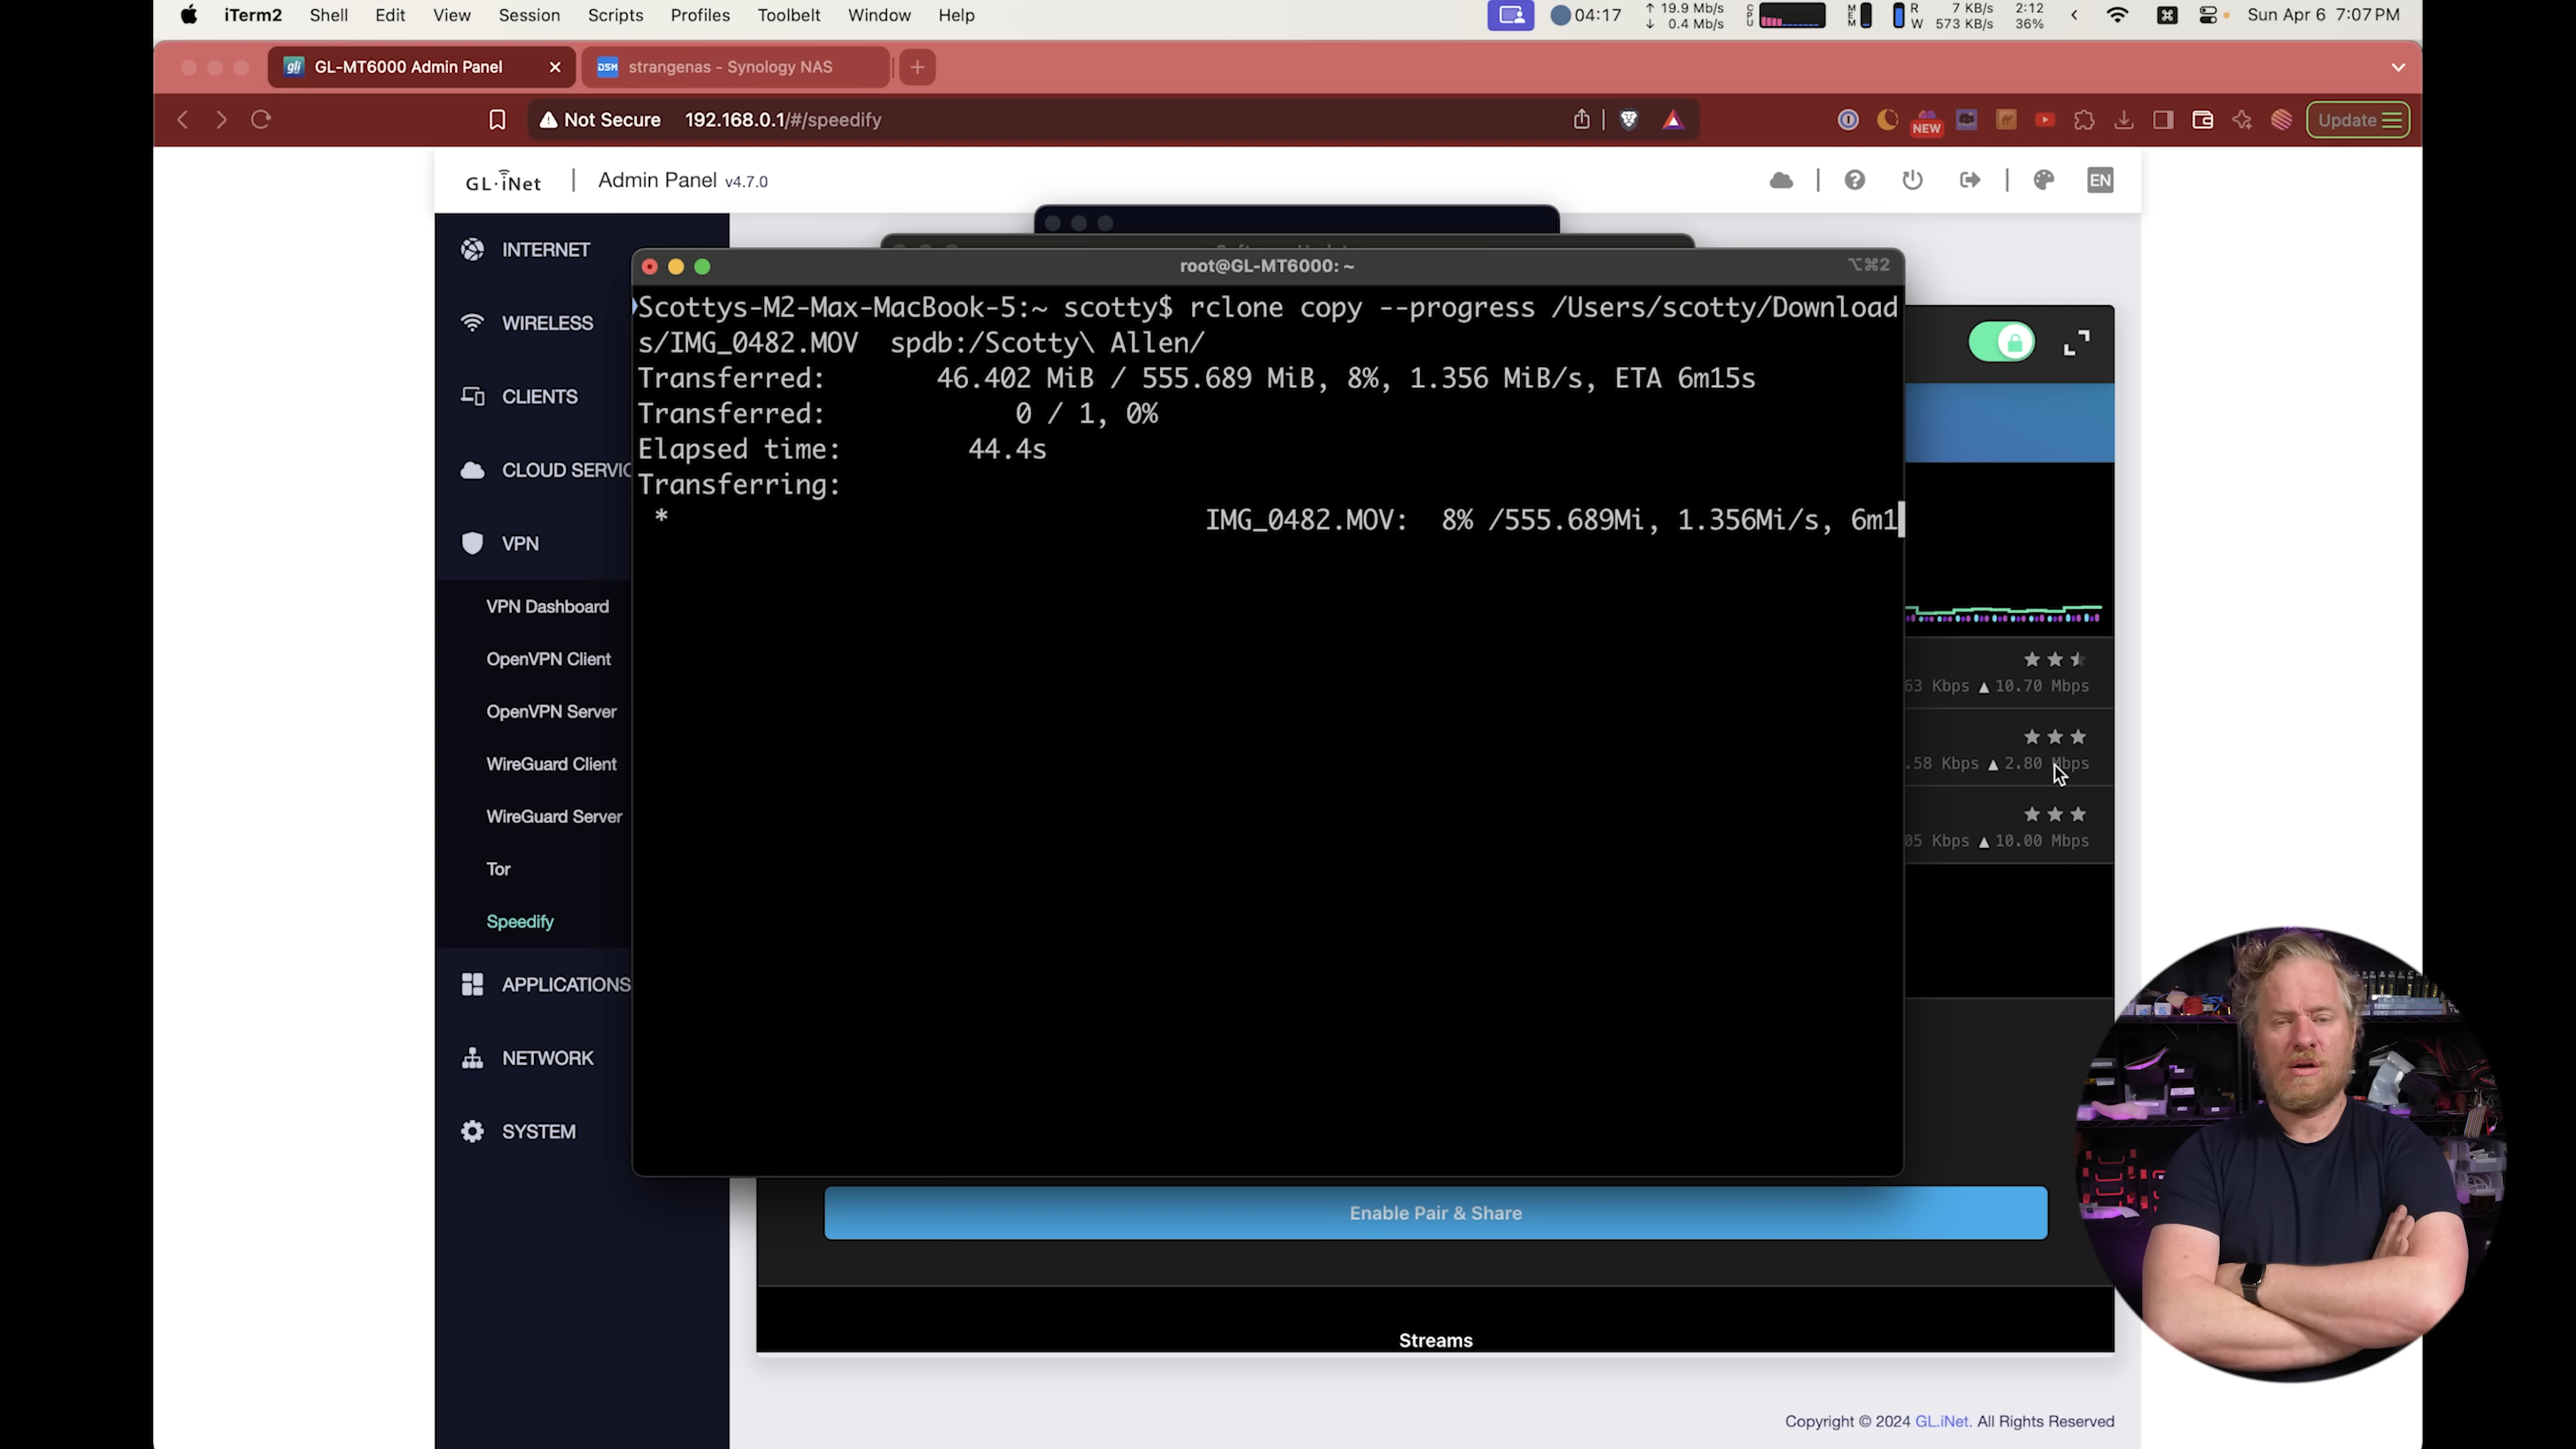 iTerm2 Shell Edit View Session Scripts Profiles Toolbelt Window Help
04:17 ↑ 19.9 Mb/s ↓ 0.4 Mb/s CPU MEM R 7 KB/s W 573 KB/s 2:12 36% Sun Apr 6 7:07 PM
gli GL-MT6000 Admin Panel
DSM strangenas - Synology NAS
Not Secure 192.168.0.1/#/speedify NEW Update
GL·iNet | Admin Panel v4.7.0
EN
INTERNET
WIRELESS
CLIENTS
CLOUD SERVIC
VPN
VPN Dashboard
OpenVPN Client
OpenVPN Server
WireGuard Client
WireGuard Server
Tor
Speedify
APPLICATIONS
NETWORK
SYSTEM
root@GL-MT6000: ~ ⌥⌘2
Scottys-M2-Max-MacBook-5:~ scotty$ rclone copy --progress /Users/scotty/Download
s/IMG_0482.MOV  spdb:/Scotty\ Allen/
Transferred: 46.402 MiB / 555.689 MiB, 8%, 1.356 MiB/s, ETA 6m15s
Transferred: 0 / 1, 0%
Elapsed time: 44.4s
Transferring:
* IMG_0482.MOV: 8% /555.689Mi, 1.356Mi/s, 6m1
63 Kbps ▲ 10.70 Mbps
.58 Kbps ▲ 2.80 Mbps
05 Kbps ▲ 10.00 Mbps
Enable Pair & Share
Streams
Copyright © 2024 GL.iNet. All Rights Reserved